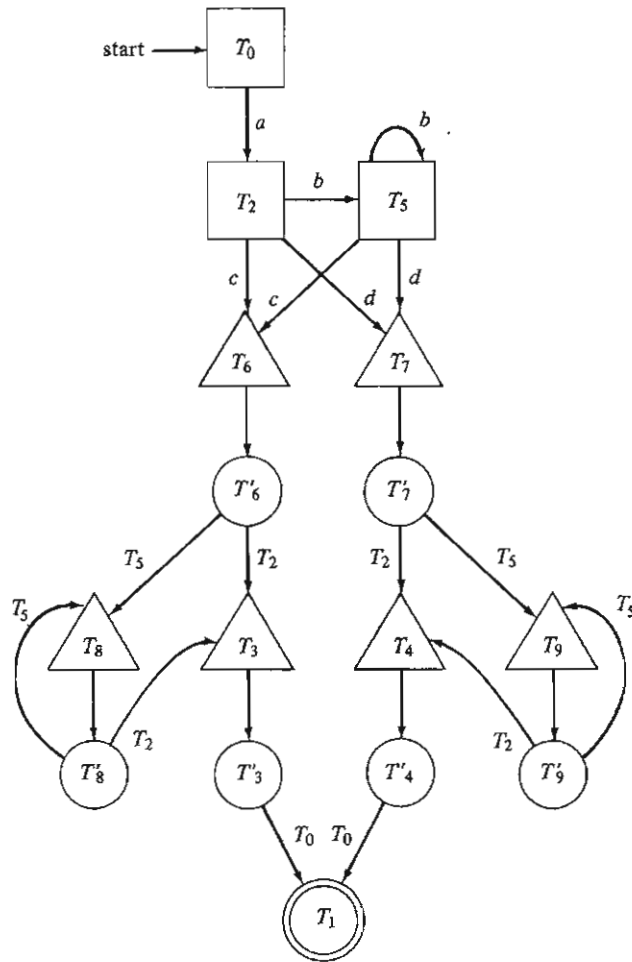 start
T₀
a
b
T₂
b
T₅
c
c
d
d
T₆
T₇
T'₆
T'₇
T₅
T₂
T₂
T₅
T₅
T₅
T₈
T₃
T₄
T₉
T₂
T₂
T'₈
T'₃
T'₄
T'₉
T₀
T₀
T₁